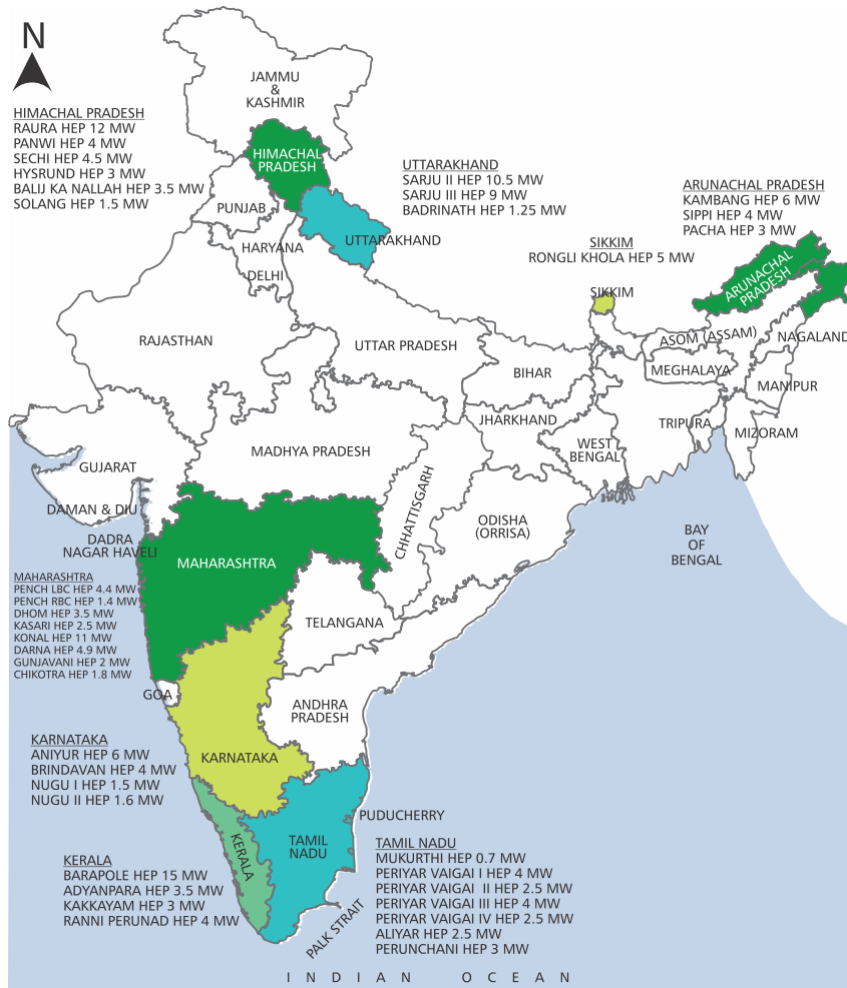 N
JAMMU
&
KASHMIR
HIMACHAL PRADESH
RAURA HEP 12 MW
PANWI HEP 4 MW
SECHI HEP 4.5 MW
HYSRUND HEP 3 MW
BALIJ KA NALLAH HEP 3.5 MW
SOLANG HEP 1.5 MW
HIMACHAL
PRADESH
UTTARAKHAND
SARJU II HEP 10.5 MW
SARJU III HEP 9 MW
BADRINATH HEP 1.25 MW
ARUNACHAL PRADESH
KAMBANG HEP 6 MW
SIPPI HEP 4 MW
PACHA HEP 3 MW
PUNJAB
UTTARAKHAND
HARYANA
DELHI
SIKKIM
RONGLI KHOLA HEP 5 MW
SIKKIM
ARUNACHAL
PRADESH
RAJASTHAN
UTTAR PRADESH
BIHAR
ASOM (ASSAM)
NAGALAND
MEGHALAYA
MANIPUR
JHARKHAND
TRIPURA
MIZORAM
WEST
BENGAL
MADHYA PRADESH
GUJARAT
CHHATTISGARH
DAMAN & DIU
DADRA
NAGAR HAVELI
ODISHA
(ORRISA)
BAY
OF
BENGAL
MAHARASHTRA
MAHARASHTRA
PENCH LBC HEP 4.4 MW
PENCH RBC HEP 1.4 MW
DHOM HEP 3.5 MW
KASARI HEP 2.5 MW
KONAL HEP 11 MW
DARNA HEP 4.9 MW
GUNJAVANI HEP 2 MW
CHIKOTRA HEP 1.8 MW
TELANGANA
GOA
ANDHRA
PRADESH
KARNATAKA
ANIYUR HEP 6 MW
BRINDAVAN HEP 4 MW
NUGU I HEP 1.5 MW
NUGU II HEP 1.6 MW
KARNATAKA
PUDUCHERRY
KERALA
TAMIL
NADU
KERALA
BARAPOLE HEP 15 MW
ADYANPARA HEP 3.5 MW
KAKKAYAM HEP 3 MW
RANNI PERUNAD HEP 4 MW
TAMIL NADU
MUKURTHI HEP 0.7 MW
PERIYAR VAIGAI I HEP 4 MW
PERIYAR VAIGAI II HEP 2.5 MW
PERIYAR VAIGAI III HEP 4 MW
PERIYAR VAIGAI IV HEP 2.5 MW
ALIYAR HEP 2.5 MW
PERUNCHANI HEP 3 MW
PALK STRAIT
INDIAN OCEAN